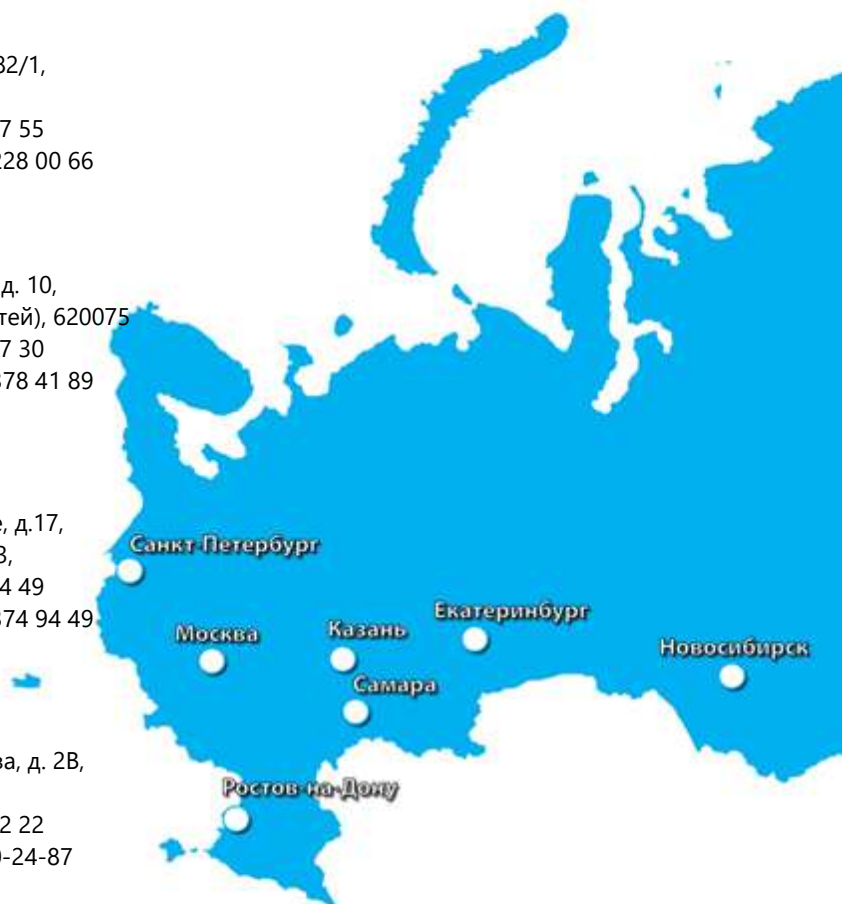 32/1,
7 55
228 00 66
д. 10,
тей), 620075
7 30
378 41 89
е, д.17,
3,
4 49
374 94 49
ва, д. 2В,
2 22
0-24-87
Санкт-Петербург
Москва
Казань
Екатеринбург
Новосибирск
Самара
Ростов-на-Дону